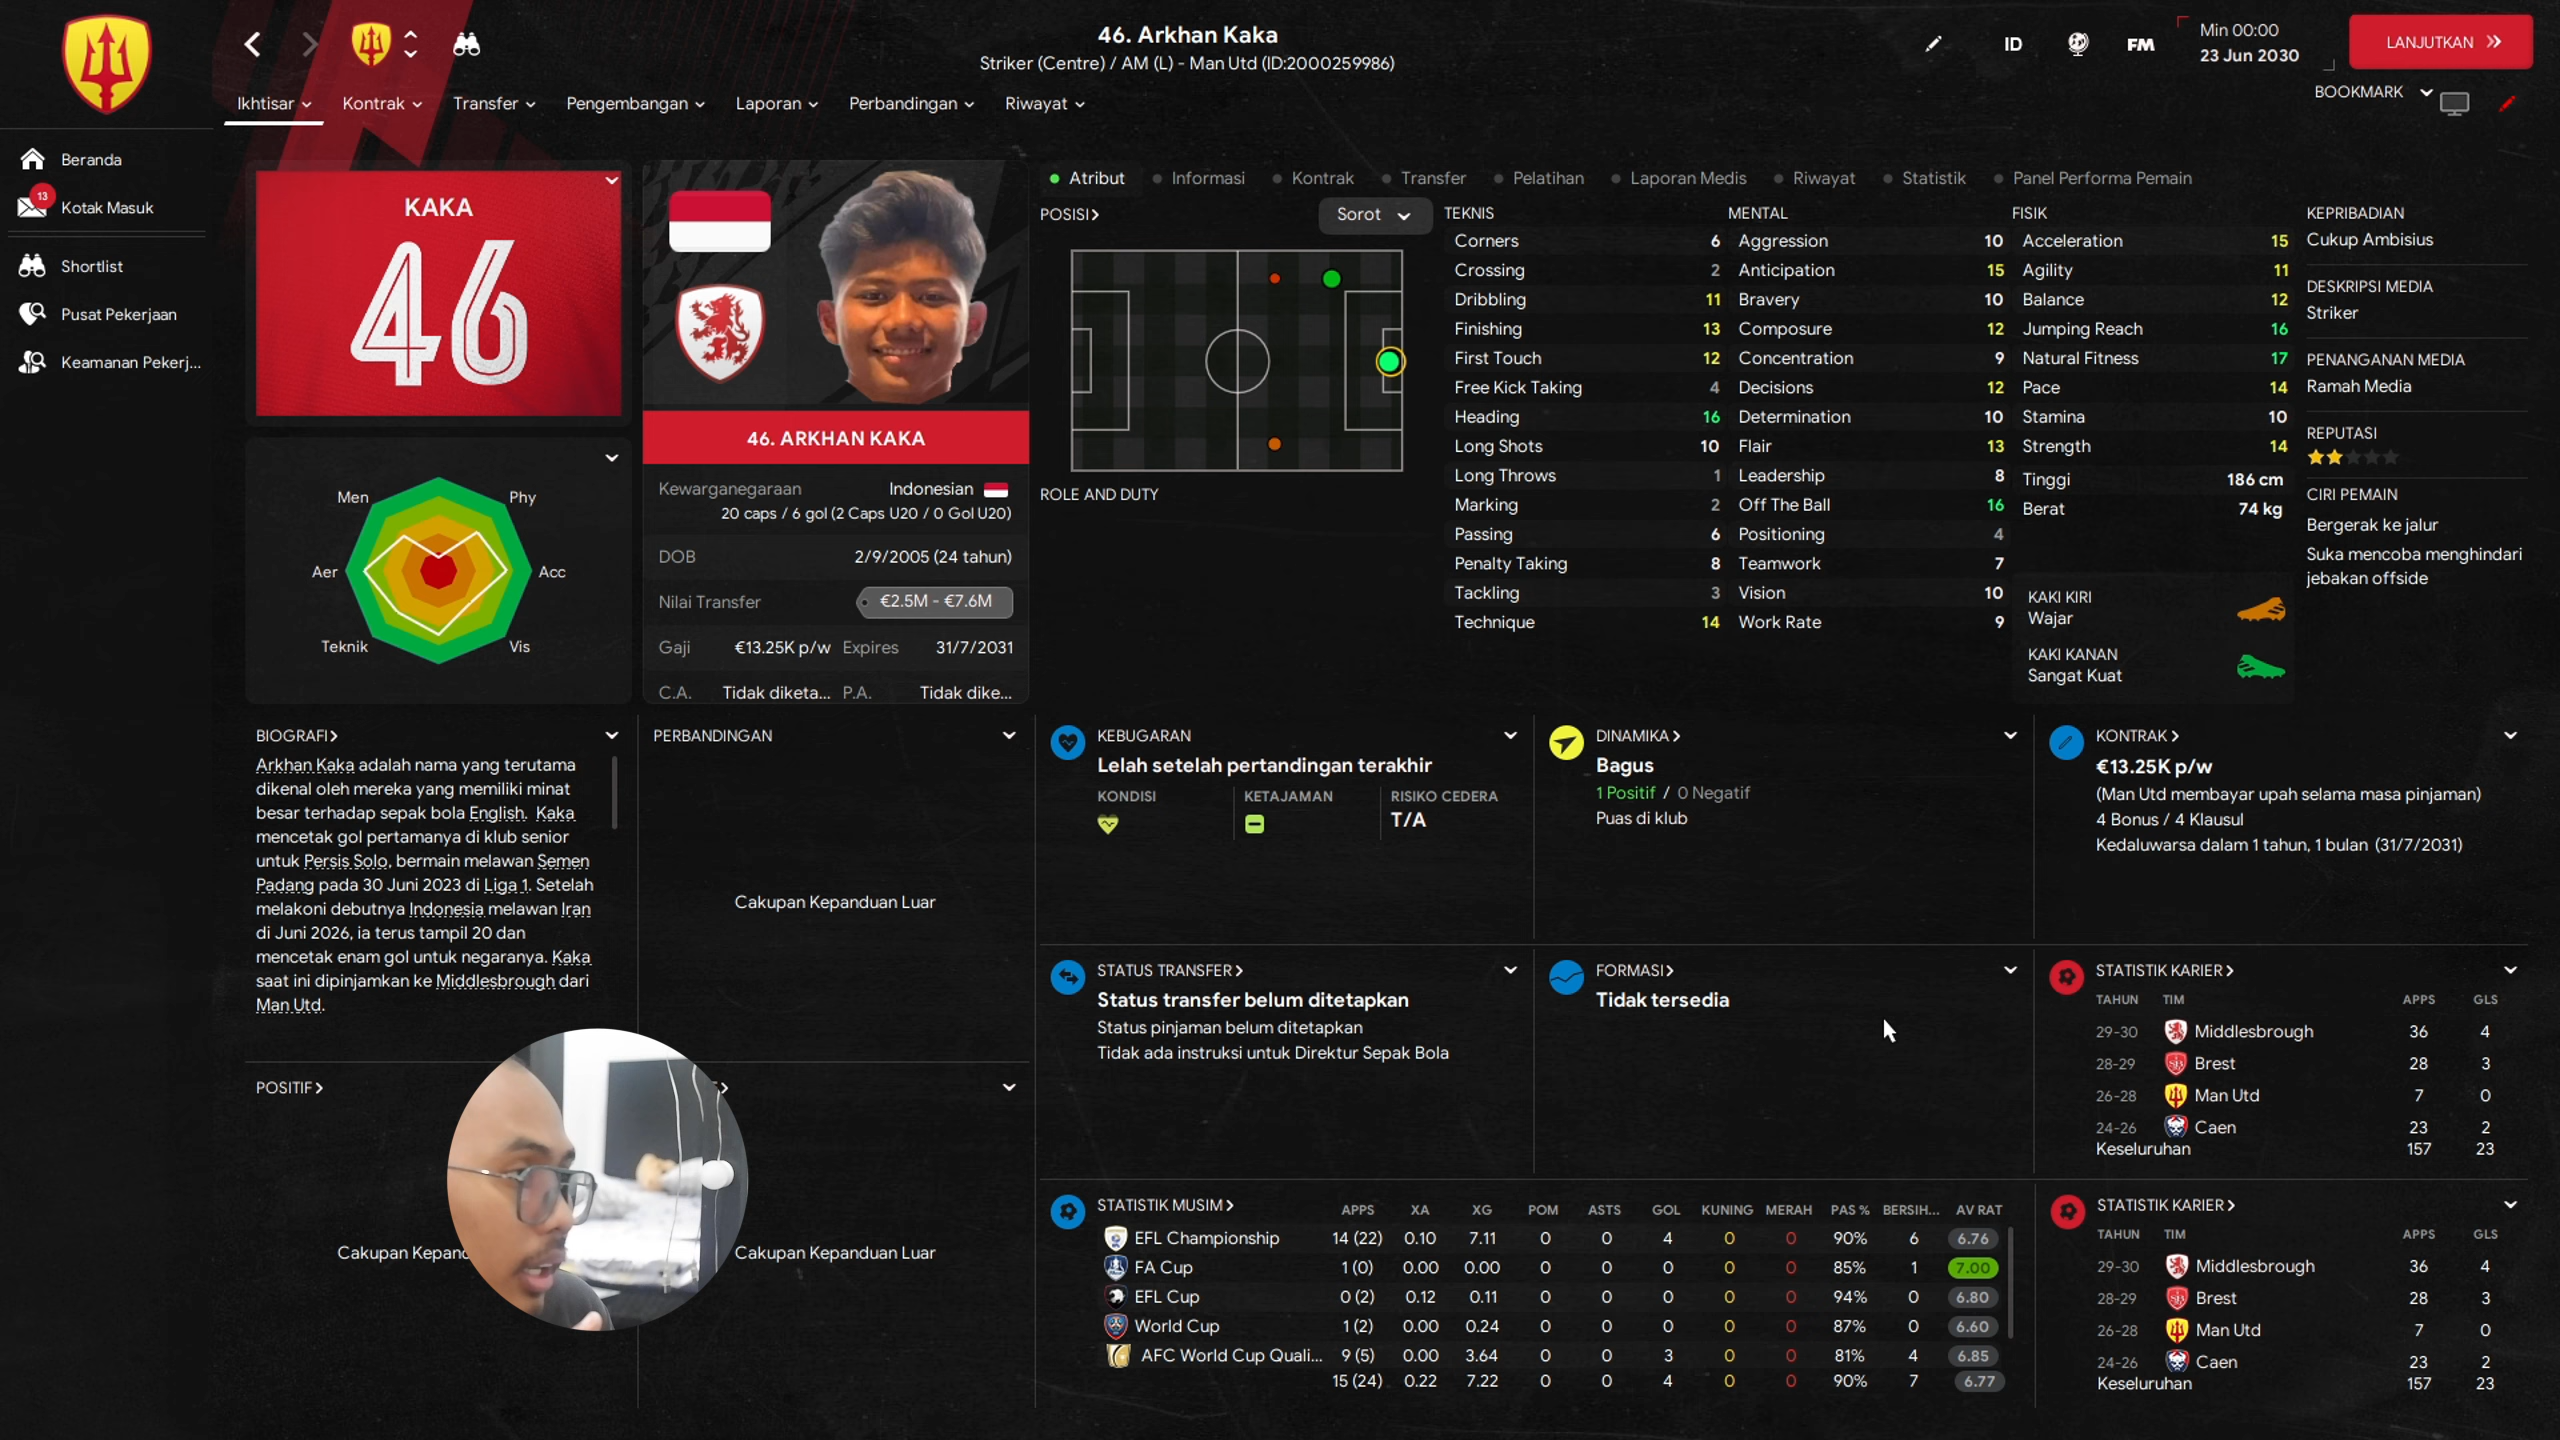 46. Arkhan Kaka
Striker (Centre) / AM (L) - Man Utd (ID:2000259986)
ID
FM
Min 00:00
23 Jun 2030
LANJUTKAN
BOOKMARK
Ikhtisar
Kontrak
Transfer
Pengembangan
Laporan
Perbandingan
Riwayat
Beranda
13
Kotak Masuk
Shortlist
Pusat Pekerjaan
Keamanan Pekerj...
KAKA
46
Men
Phy
Aer
Acc
Teknik
Vis
46. ARKHAN KAKA
Kewarganegaraan Indonesian
20 caps / 6 gol (2 Caps U20 / 0 Gol U20)
DOB 2/9/2005 (24 tahun)
Nilai Transfer €2.5M - €7.6M
Gaji €13.25K p/w Expires 31/7/2031
C.A. Tidak diketa... P.A. Tidak dike...
Atribut
Informasi
Kontrak
Transfer
Pelatihan
Laporan Medis
Riwayat
Statistik
Panel Performa Pemain
POSISI
Sorot
ROLE AND DUTY
TEKNIS
Corners 6
Crossing 2
Dribbling 11
Finishing 13
First Touch 12
Free Kick Taking 4
Heading 16
Long Shots 10
Long Throws 1
Marking 2
Passing 6
Penalty Taking 8
Tackling 3
Technique 14
MENTAL
Aggression 10
Anticipation 15
Bravery 10
Composure 12
Concentration 9
Decisions 12
Determination 10
Flair 13
Leadership 8
Off The Ball 16
Positioning 4
Teamwork 7
Vision 10
Work Rate 9
FISIK
Acceleration 15
Agility 11
Balance 12
Jumping Reach 16
Natural Fitness 17
Pace 14
Stamina 10
Strength 14
Tinggi 186 cm
Berat 74 kg
KAKI KIRI
Wajar
KAKI KANAN
Sangat Kuat
KEPRIBADIAN
Cukup Ambisius
DESKRIPSI MEDIA
Striker
PENANGANAN MEDIA
Ramah Media
REPUTASI
CIRI PEMAIN
Bergerak ke jalur
Suka mencoba menghindari
jebakan offside
BIOGRAFI
Arkhan Kaka adalah nama yang terutama
dikenal oleh mereka yang memiliki minat
besar terhadap sepak bola English. Kaka
mencetak gol pertamanya di klub senior
untuk Persis Solo, bermain melawan Semen
Padang pada 30 Juni 2023 di Liga 1. Setelah
melakoni debutnya Indonesia melawan Iran
di Juni 2026, ia terus tampil 20 dan
mencetak enam gol untuk negaranya. Kaka
saat ini dipinjamkan ke Middlesbrough dari
Man Utd.
PERBANDINGAN
Cakupan Kepanduan Luar
POSITIF
Cakupan Kepand
Cakupan Kepanduan Luar
KEBUGARAN
Lelah setelah pertandingan terakhir
KONDISI
KETAJAMAN
RISIKO CEDERA
T/A
DINAMIKA
Bagus
1 Positif / 0 Negatif
Puas di klub
KONTRAK
€13.25K p/w
(Man Utd membayar upah selama masa pinjaman)
4 Bonus / 4 Klausul
Kedaluwarsa dalam 1 tahun, 1 bulan (31/7/2031)
STATUS TRANSFER
Status transfer belum ditetapkan
Status pinjaman belum ditetapkan
Tidak ada instruksi untuk Direktur Sepak Bola
FORMASI
Tidak tersedia
STATISTIK KARIER
TAHUN TIM APPS GLS
29-30 Middlesbrough 36 4
28-29 Brest 28 3
26-28 Man Utd 7 0
24-26 Caen 23 2
Keseluruhan 157 23
STATISTIK MUSIM APPS XA XG POM ASTS GOL KUNING MERAH PAS % BERSIH... AV RAT
EFL Championship 14 (22) 0.10 7.11 0 0 4 0 0 90% 6 6.76
FA Cup 1 (0) 0.00 0.00 0 0 0 0 0 85% 1 7.00
EFL Cup 0 (2) 0.12 0.11 0 0 0 0 0 94% 0 6.80
World Cup 1 (2) 0.00 0.24 0 0 0 0 0 87% 0 6.60
AFC World Cup Quali... 9 (5) 0.00 3.64 0 0 3 0 0 81% 4 6.85
15 (24) 0.22 7.22 0 0 4 0 0 90% 7 6.77
STATISTIK KARIER
TAHUN TIM APPS GLS
29-30 Middlesbrough 36 4
28-29 Brest 28 3
26-28 Man Utd 7 0
24-26 Caen 23 2
Keseluruhan 157 23